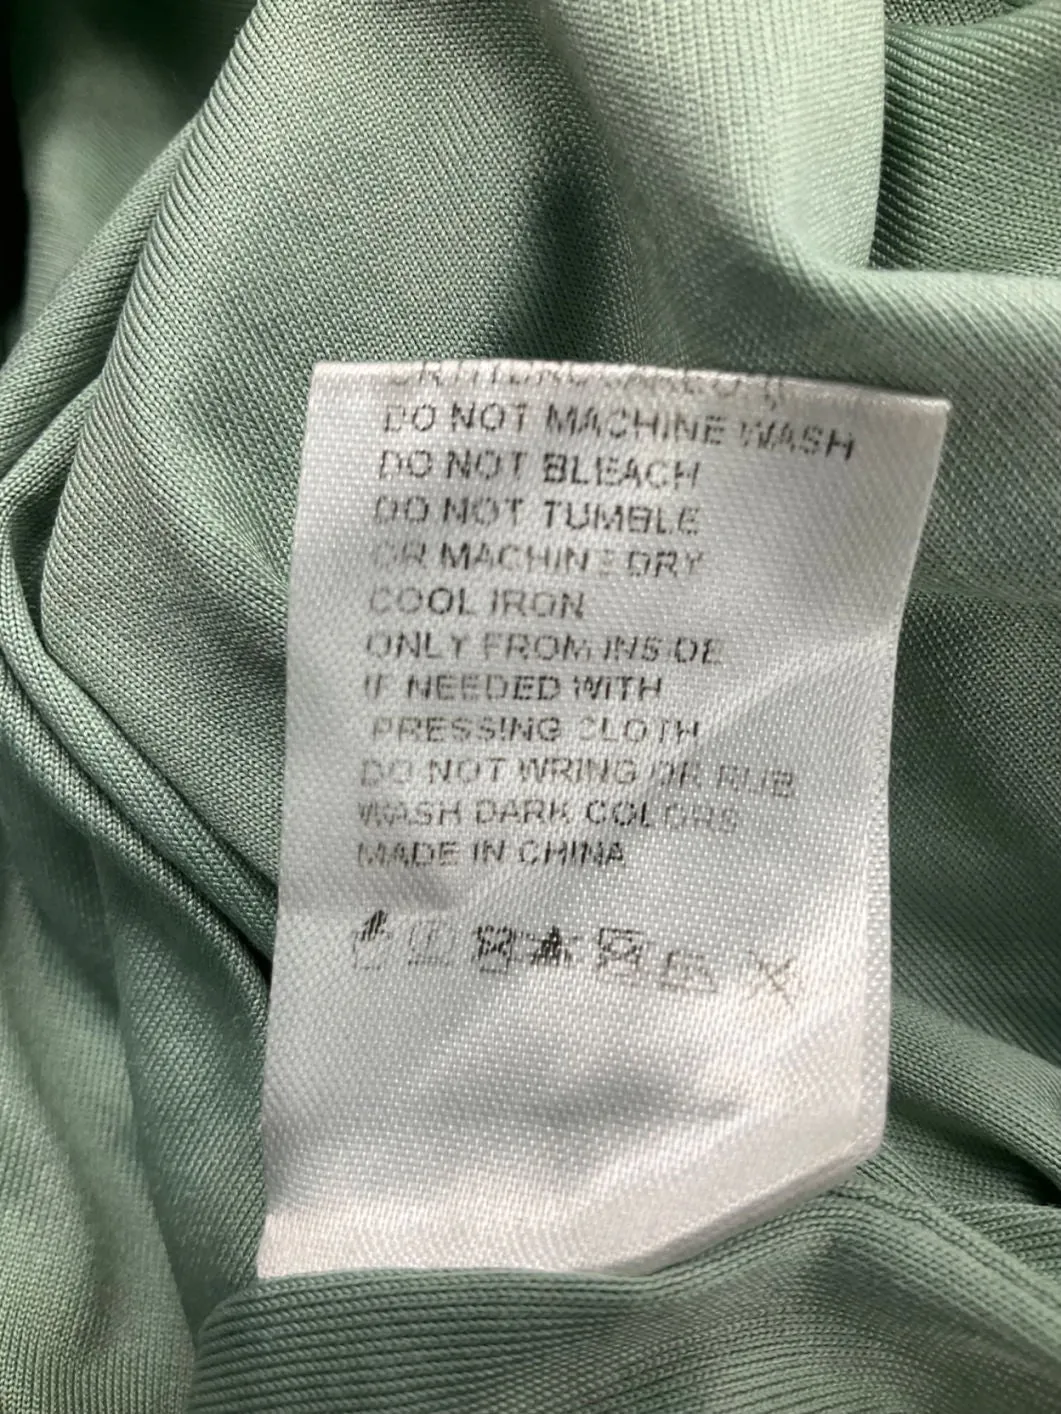 DO NOT MACHINE WASH
DO NOT BLEACH
DO NOT TUMBLE
OR MACHINE DRY
COOL IRON
ONLY FROM INSIDE
IF NEEDED WITH
PRESSING CLOTH
DO NOT WRING OR RUB
WASH DARK COLORS
MADE IN CHINA